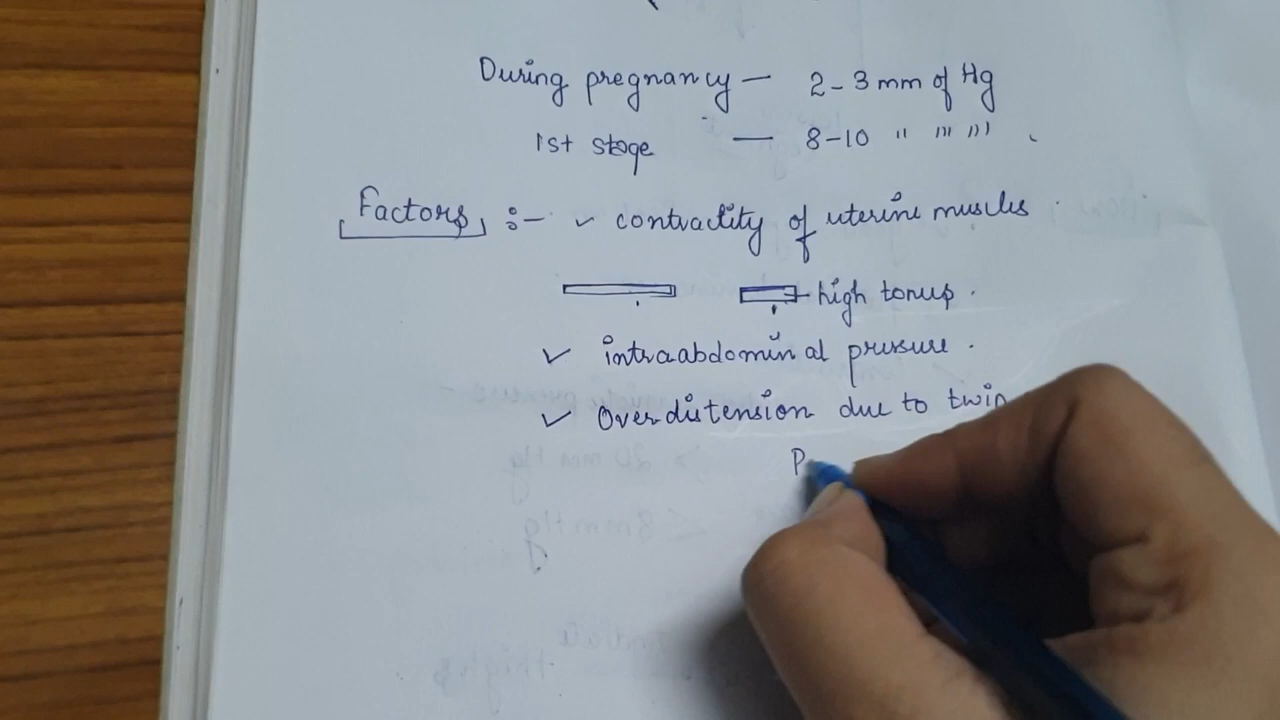 During pregnancy — 2-3 mm of Hg
1st stage — 8-10 " "' "'
Factors :- ✓ contractity of uterine muscles .
high tonus .
✓ intraabdominal pressure .
✓ Overdistension due to twin
P